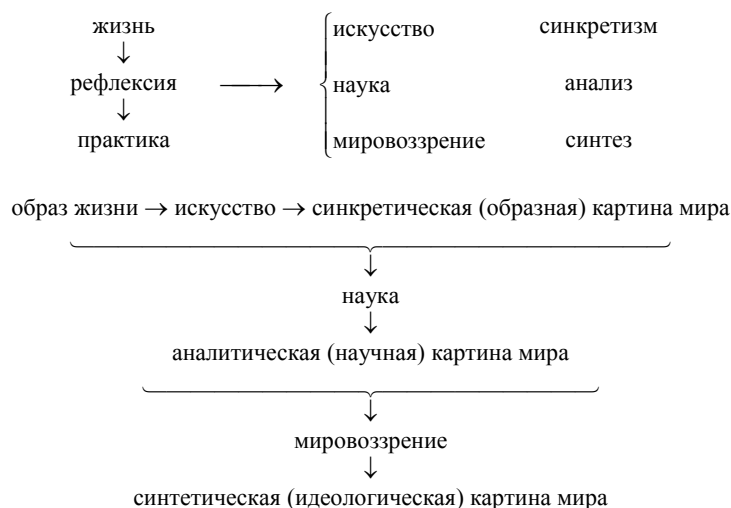 жизнь искусство синкретизм
↓
рефлексия → наука анализ
↓
практика мировоззрение синтез
образ жизни → искусство → синкретическая (образная) картина мира
↓
наука
↓
аналитическая (научная) картина мира
↓
мировоззрение
↓
синтетическая (идеологическая) картина мира